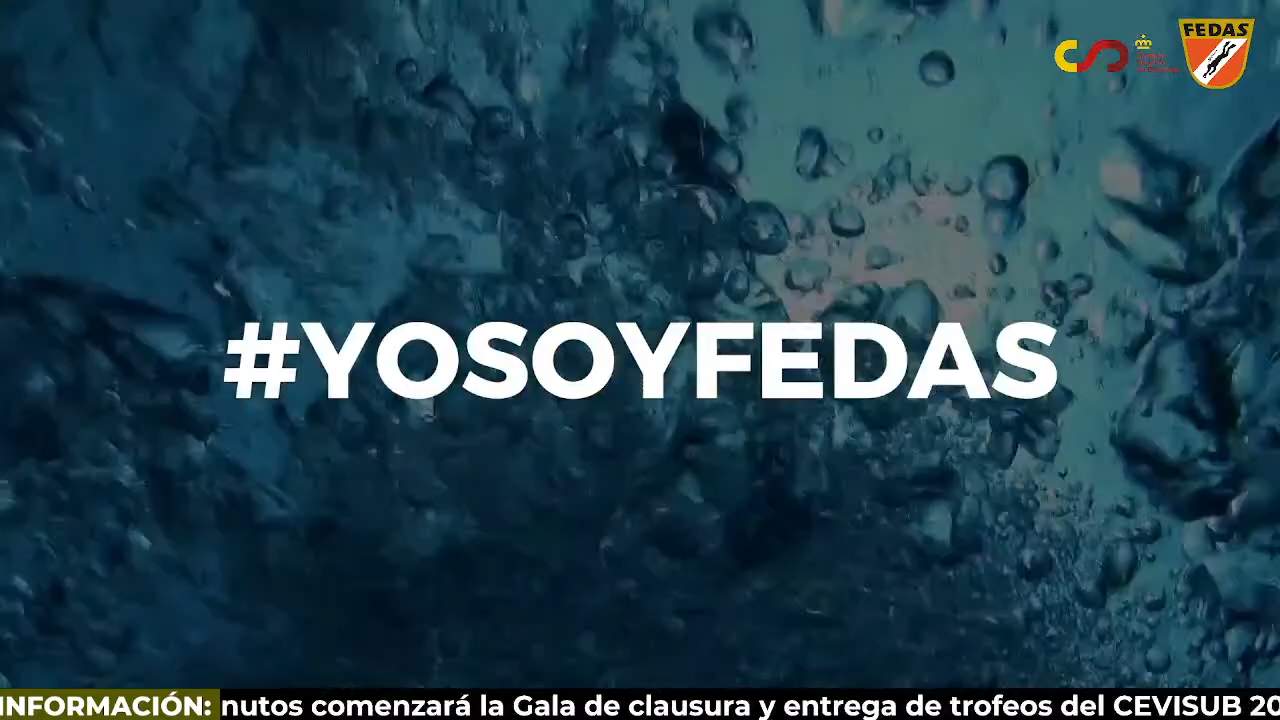 FEDAS
#YOSOYFEDAS
INFORMACIÓN: nutos comenzará la Gala de clausura y entrega de trofeos del CEVISUB 20